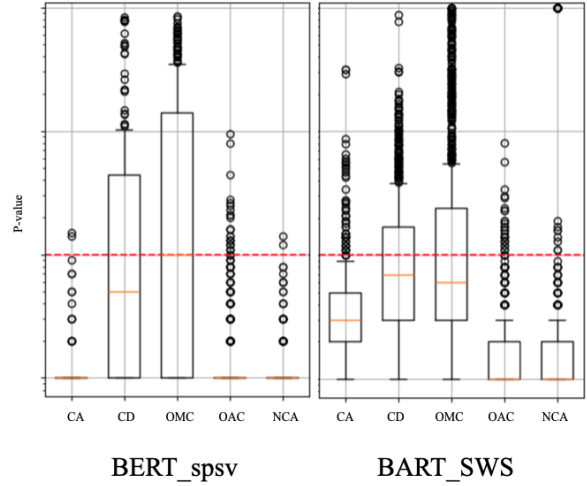 P-value
CA CD OMC OAC NCA
CA CD OMC OAC NCA
BERT_spsv
BART_SWS